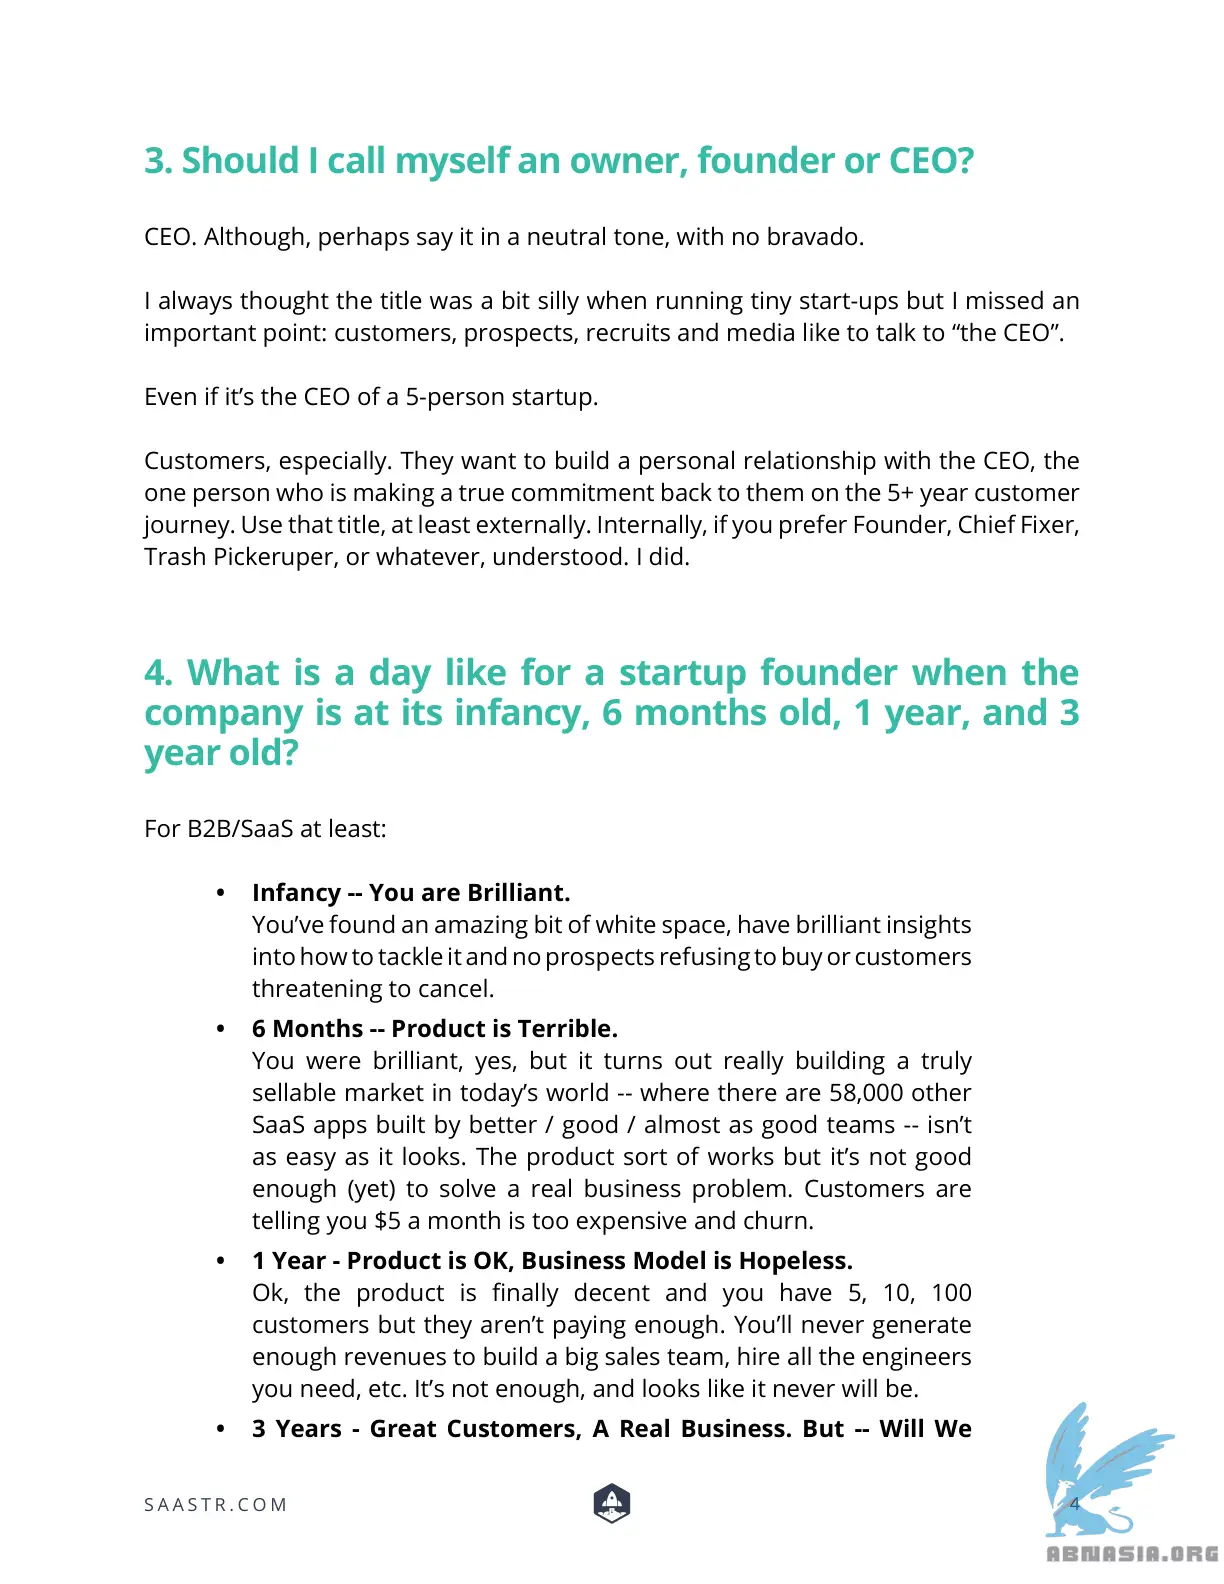 3. Should I call myself an owner, founder or CEO?
CEO. Although, perhaps say it in a neutral tone, with no bravado.
I always thought the title was a bit silly when running tiny start-ups but I missed an
important point: customers, prospects, recruits and media like to talk to “the CEO”.
Even if it’s the CEO of a 5-person startup.
Customers, especially. They want to build a personal relationship with the CEO, the
one person who is making a true commitment back to them on the 5+ year customer
journey. Use that title, at least externally. Internally, if you prefer Founder, Chief Fixer,
Trash Pickeruper, or whatever, understood. I did.
4. What is a day like for a startup founder when the
company is at its infancy, 6 months old, 1 year, and 3
year old?
For B2B/SaaS at least:
• Infancy -- You are Brilliant.
You’ve found an amazing bit of white space, have brilliant insights
into how to tackle it and no prospects refusing to buy or customers
threatening to cancel.
• 6 Months -- Product is Terrible.
You were brilliant, yes, but it turns out really building a truly
sellable market in today’s world -- where there are 58,000 other
SaaS apps built by better / good / almost as good teams -- isn’t
as easy as it looks. The product sort of works but it’s not good
enough (yet) to solve a real business problem. Customers are
telling you $5 a month is too expensive and churn.
• 1 Year - Product is OK, Business Model is Hopeless.
Ok, the product is finally decent and you have 5, 10, 100
customers but they aren’t paying enough. You’ll never generate
enough revenues to build a big sales team, hire all the engineers
you need, etc. It’s not enough, and looks like it never will be.
• 3 Years - Great Customers, A Real Business. But -- Will We
SAASTR.COM
4
ABNASIA.ORG